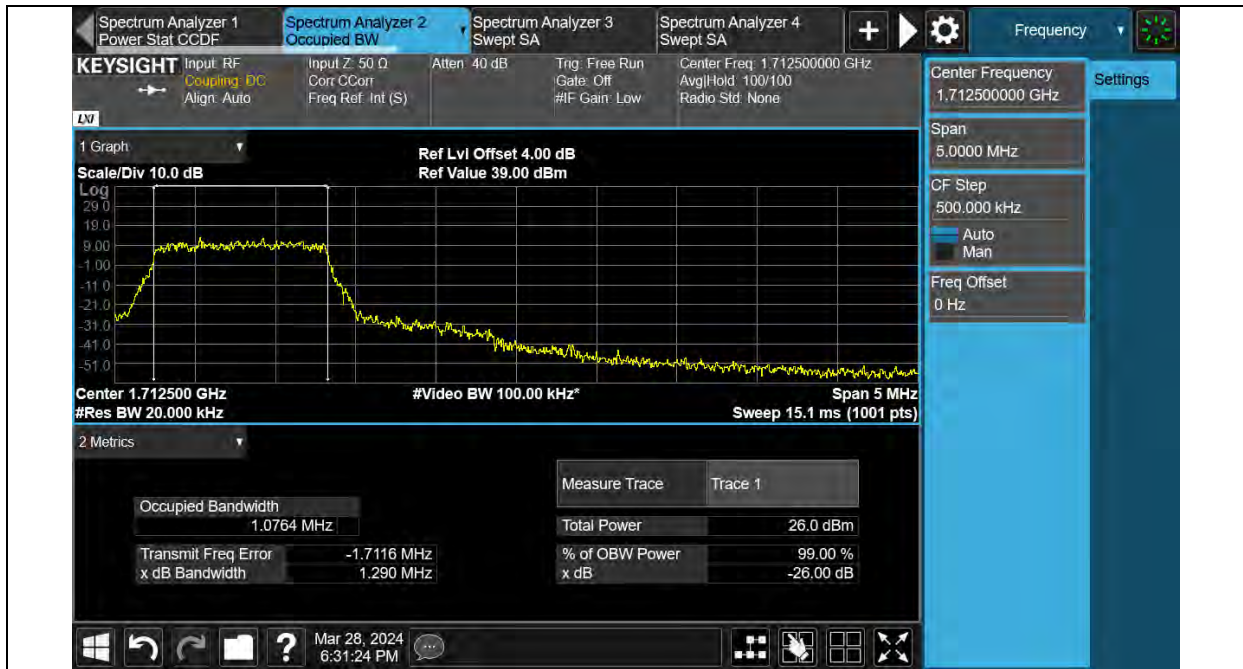 Spectrum Analyzer 1
Power Stat CCDF
Spectrum Analyzer 2
Occupied BW
Spectrum Analyzer 3
Swept SA
Spectrum Analyzer 4
Swept SA
Frequency
KEYSIGHT
Input: RF
Coupling: DC
Align: Auto
Input Z: 50 Ω
Corr CCorr
Freq Ref: Int (S)
Atten: 40 dB
Trig: Free Run
Gate: Off
#IF Gain: Low
Center Freq: 1.712500000 GHz
Avg|Hold: 100/100
Radio Std: None
LXI
Center Frequency
1.712500000 GHz
Settings
Span
5.0000 MHz
CF Step
500.000 kHz
Auto
Man
Freq Offset
0 Hz
1 Graph
Scale/Div 10.0 dB
Ref Lvl Offset 4.00 dB
Ref Value 39.00 dBm
Log
29.0
19.0
9.00
-1.00
-11.0
-21.0
-31.0
-41.0
-51.0
Center 1.712500 GHz
#Res BW 20.000 kHz
#Video BW 100.00 kHz*
Span 5 MHz
Sweep 15.1 ms (1001 pts)
2 Metrics
Measure Trace Trace 1
Occupied Bandwidth
1.0764 MHz
Total Power 26.0 dBm
Transmit Freq Error -1.7116 MHz
% of OBW Power 99.00 %
x dB Bandwidth 1.290 MHz
x dB -26.00 dB
Mar 28, 2024
6:31:24 PM